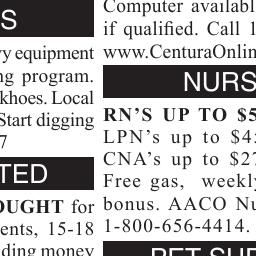 S
y equipment
ng program.
khoes. Local
Start digging
7
TED
OUGHT for
ents, 15-18
ding money
Computer availabl
if qualified. Call 1
www.CenturaOnlin
NURS
RN'S UP TO $5
LPN's up to $4
CNA's up to $27
Free gas, weekly
bonus. AACO Nu
1-800-656-4414.
PET SUP